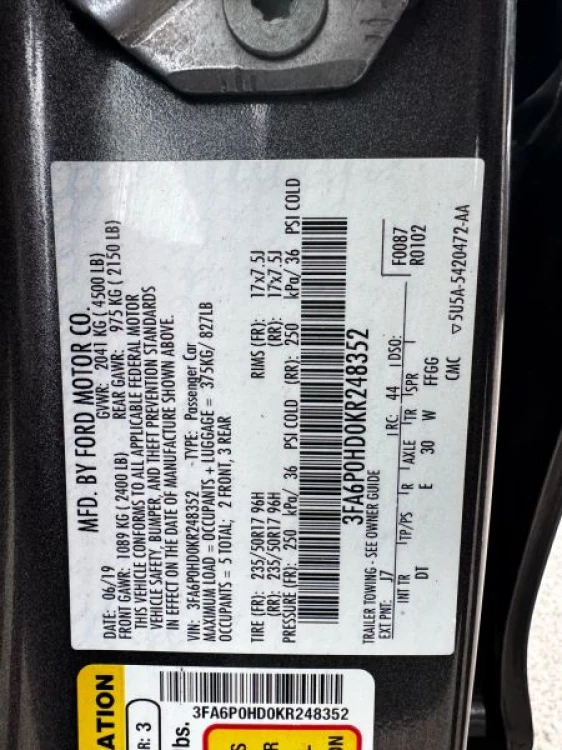 MFD. BY FORD MOTOR CO.
DATE: 06/19 GVWR: 2041 KG ( 4500 LB)
FRONT GAWR: 1089 KG ( 2400 LB) REAR GAWR: 975 KG ( 2150 LB)
THIS VEHICLE CONFORMS TO ALL APPLICABLE FEDERAL MOTOR
VEHICLE SAFETY, BUMPER, AND THEFT PREVENTION STANDARDS
IN EFFECT ON THE DATE OF MANUFACTURE SHOWN ABOVE.
VIN: 3FA6P0HD0KR248352 - TYPE: Passenger Car
MAXIMUM LOAD = OCCUPANTS + LUGGAGE = 375KG/ 827LB
OCCUPANTS = 5 TOTAL; 2 FRONT, 3 REAR
TIRE (FR): 235/50R17 96H RIMS (FR): 17x7.5J
(RR): 235/50R17 96H (RR): 17x7.5J
PRESSURE (FR): 250 kPa/ 36 PSI COLD (RR): 250 kPa/ 36 PSI COLD
3FA6P0HD0KR248352
TRAILER TOWING - SEE OWNER GUIDE F0087
EXT PNT: J7 RC: 44 DSO: R0102
INT TR TP/PS R AXLE TR SPR
DT E 30 W FFGG
CMC ▽5U5A-5420472-AA
ATION
R: 3
bs.
3FA6P0HD0KR248352